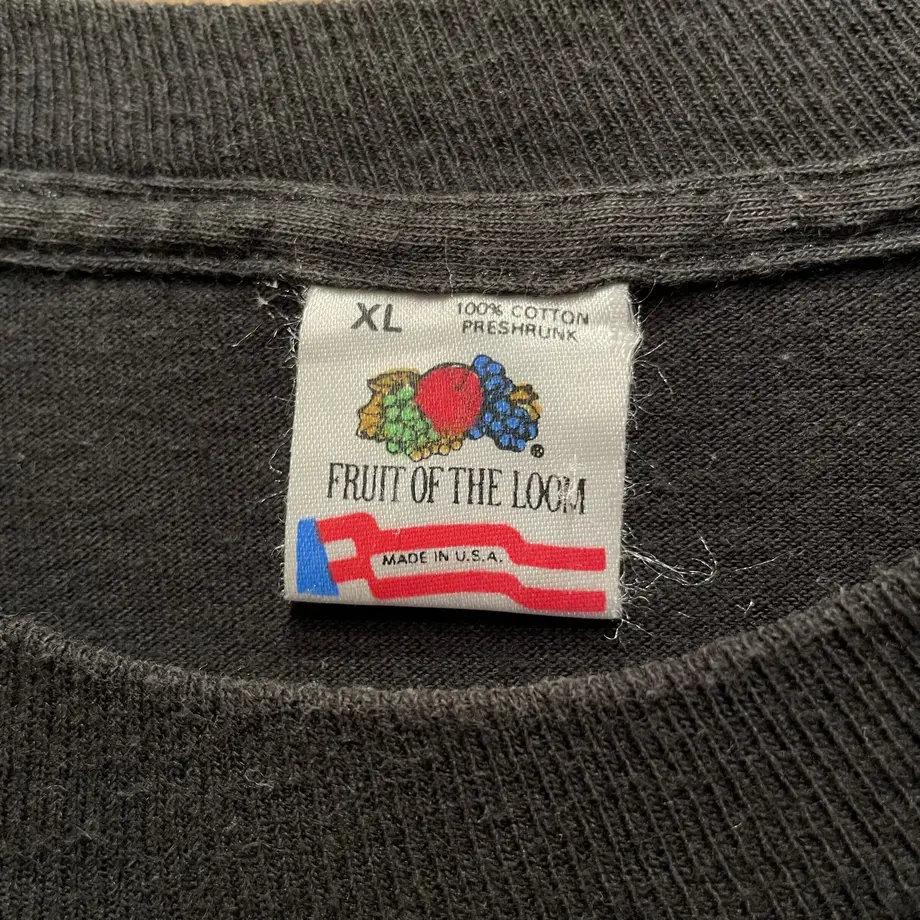 XL
100% COTTON
PRESHRUNK
®
FRUIT OF THE LOOM
MADE IN U.S.A.